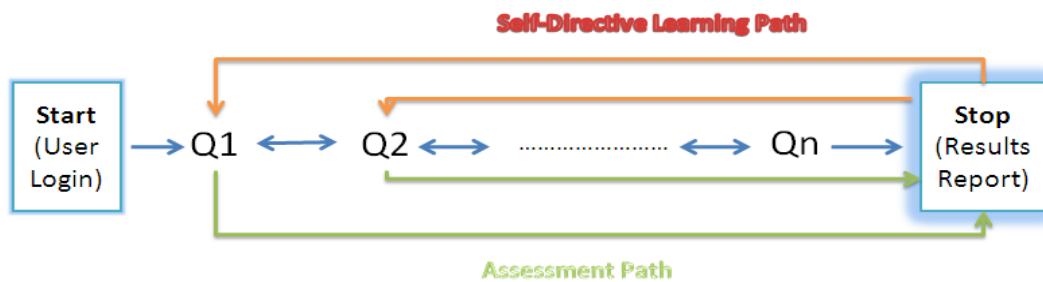 Self-Directive Learning Path
Start
(User
Login)
Q1
Q2
........................
Qn
Stop
(Results
Report)
Assessment Path